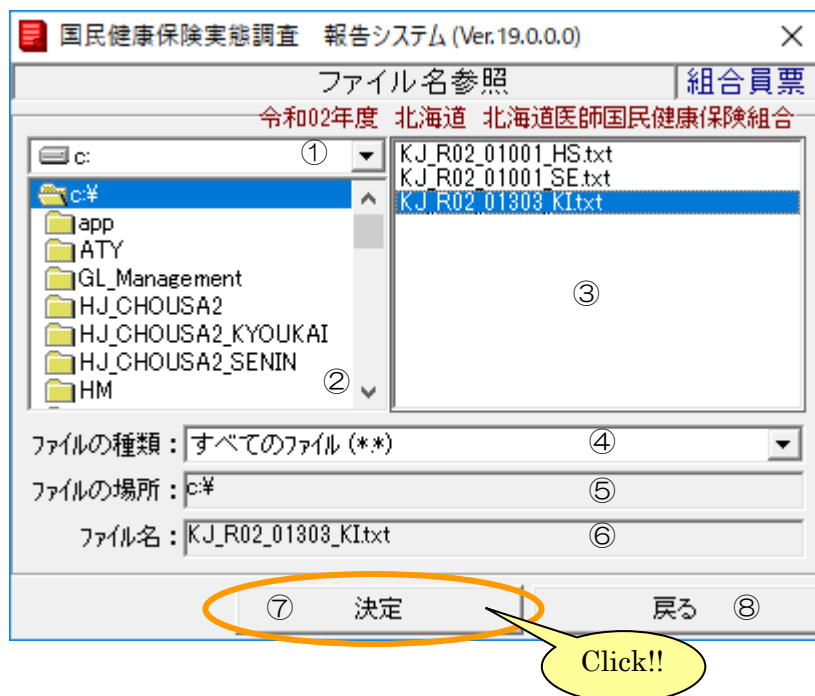 国民健康保険実態調査　報告システム (Ver.19.0.0.0)
ファイル名参照
組合員票
令和02年度 北海道 北海道医師国民健康保険組合
c: ①
c:¥
app
ATY
GL_Management
HJ_CHOUSA2
HJ_CHOUSA2_KYOUKAI
HJ_CHOUSA2_SENIN
HM
②
KJ_R02_01001_HS.txt
KJ_R02_01001_SE.txt
KJ_R02_01303_KI.txt
③
ファイルの種類：すべてのファイル (*.*) ④
ファイルの場所：c:¥ ⑤
ファイル名：KJ_R02_01303_KI.txt ⑥
⑦ 決定
戻る ⑧
Click!!